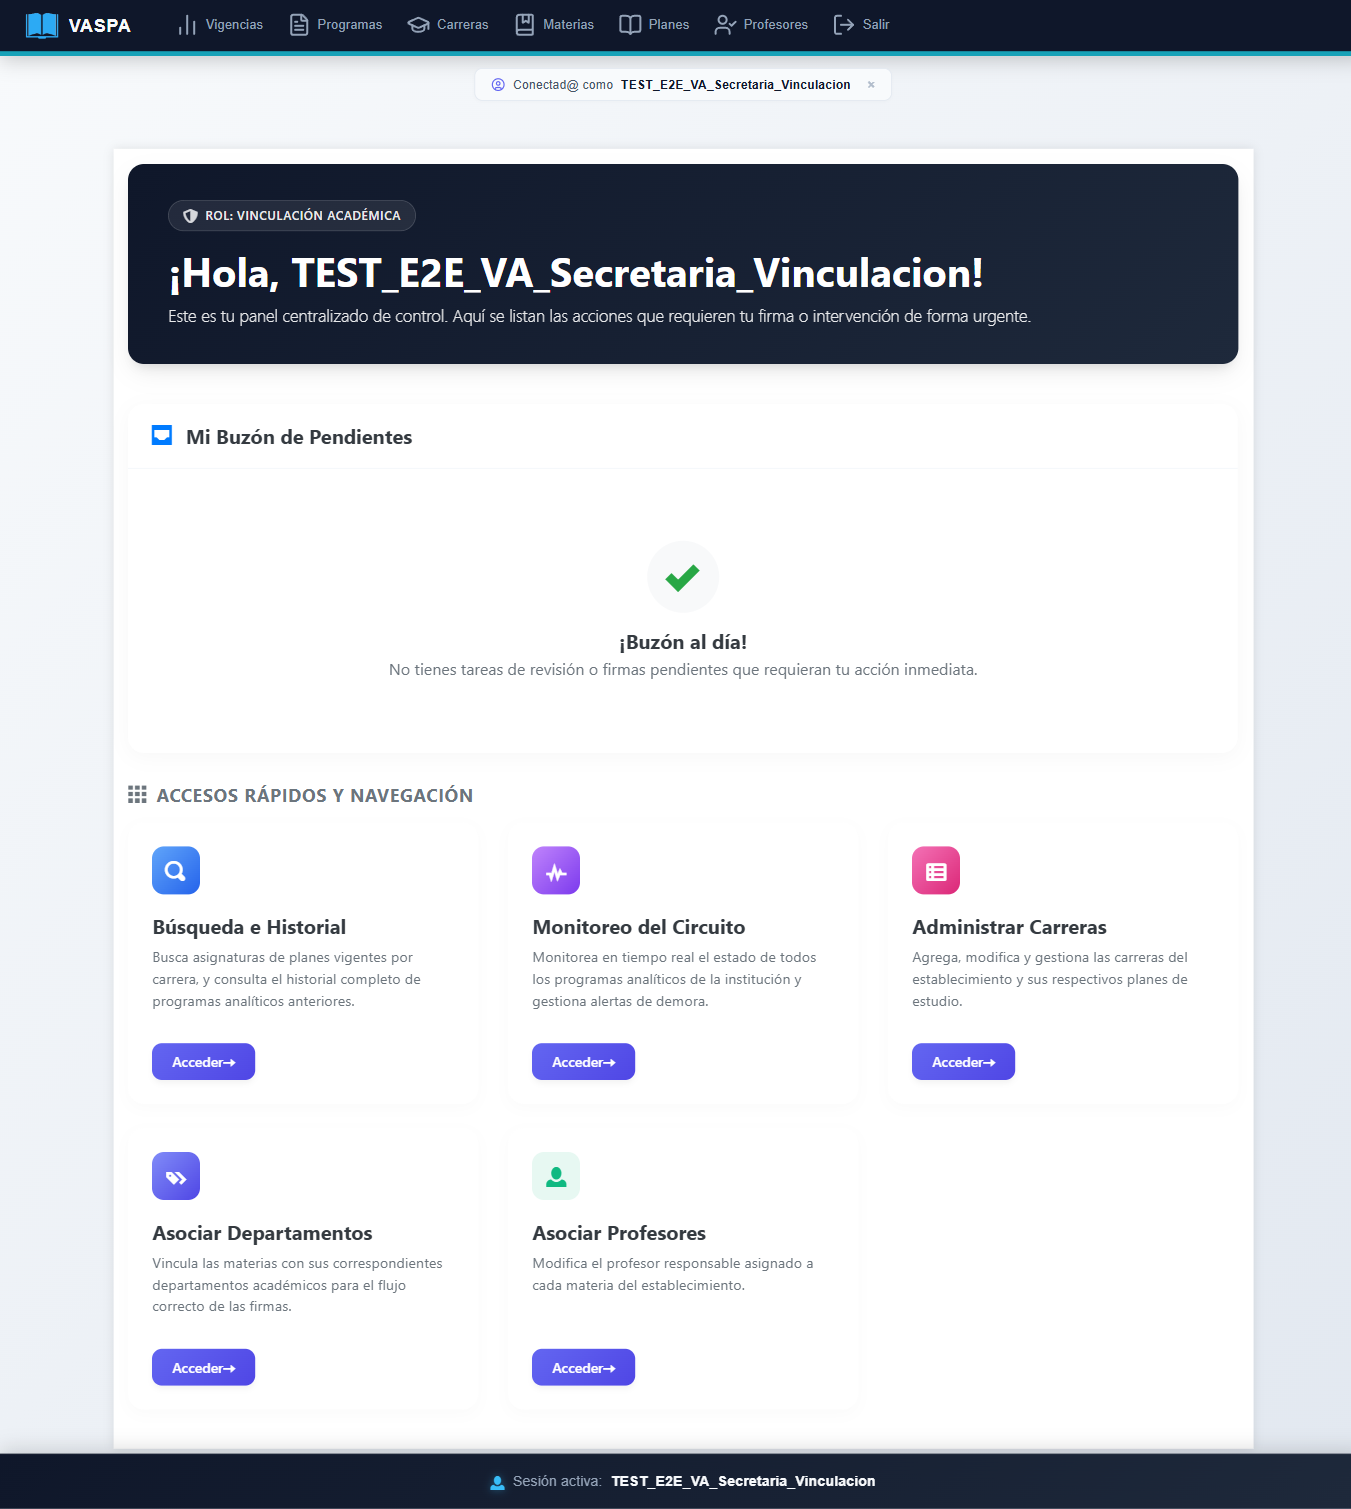 VASPA
Vigencias
Programas
Carreras
Materias
Planes
Profesores
Salir
Conectad@ como TEST_E2E_VA_Secretaria_Vinculacion ×
ROL: VINCULACIÓN ACADÉMICA
¡Hola, TEST_E2E_VA_Secretaria_Vinculacion!
Este es tu panel centralizado de control. Aquí se listan las acciones que requieren tu firma o intervención de forma urgente.
Mi Buzón de Pendientes
¡Buzón al día!
No tienes tareas de revisión o firmas pendientes que requieran tu acción inmediata.
ACCESOS RÁPIDOS Y NAVEGACIÓN
Búsqueda e Historial
Busca asignaturas de planes vigentes por
carrera, y consulta el historial completo de
programas analíticos anteriores.
Acceder→
Monitoreo del Circuito
Monitorea en tiempo real el estado de todos
los programas analíticos de la institución y
gestiona alertas de demora.
Acceder→
Administrar Carreras
Agrega, modifica y gestiona las carreras del
establecimiento y sus respectivos planes de
estudio.
Acceder→
Asociar Departamentos
Vincula las materias con sus correspondientes
departamentos académicos para el flujo
correcto de las firmas.
Acceder→
Asociar Profesores
Modifica el profesor responsable asignado a
cada materia del establecimiento.
Acceder→
Sesión activa: TEST_E2E_VA_Secretaria_Vinculacion